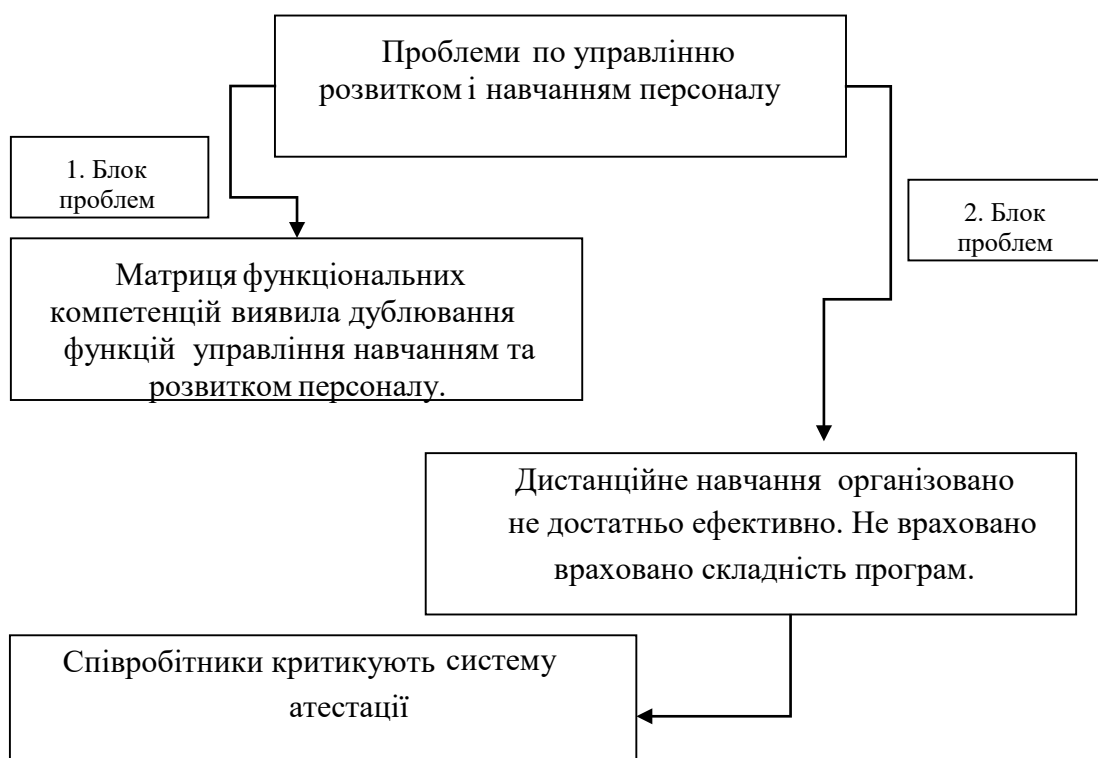 Проблеми по управлінню
розвитком і навчанням персоналу
1. Блок
проблем
2. Блок
проблем
Матриця функціональних
компетенцій виявила дублювання
функцій управління навчанням та
розвитком персоналу.
Дистанційне навчання організовано
не достатньо ефективно. Не враховано
враховано складність програм.
Співробітники критикують систему
атестації